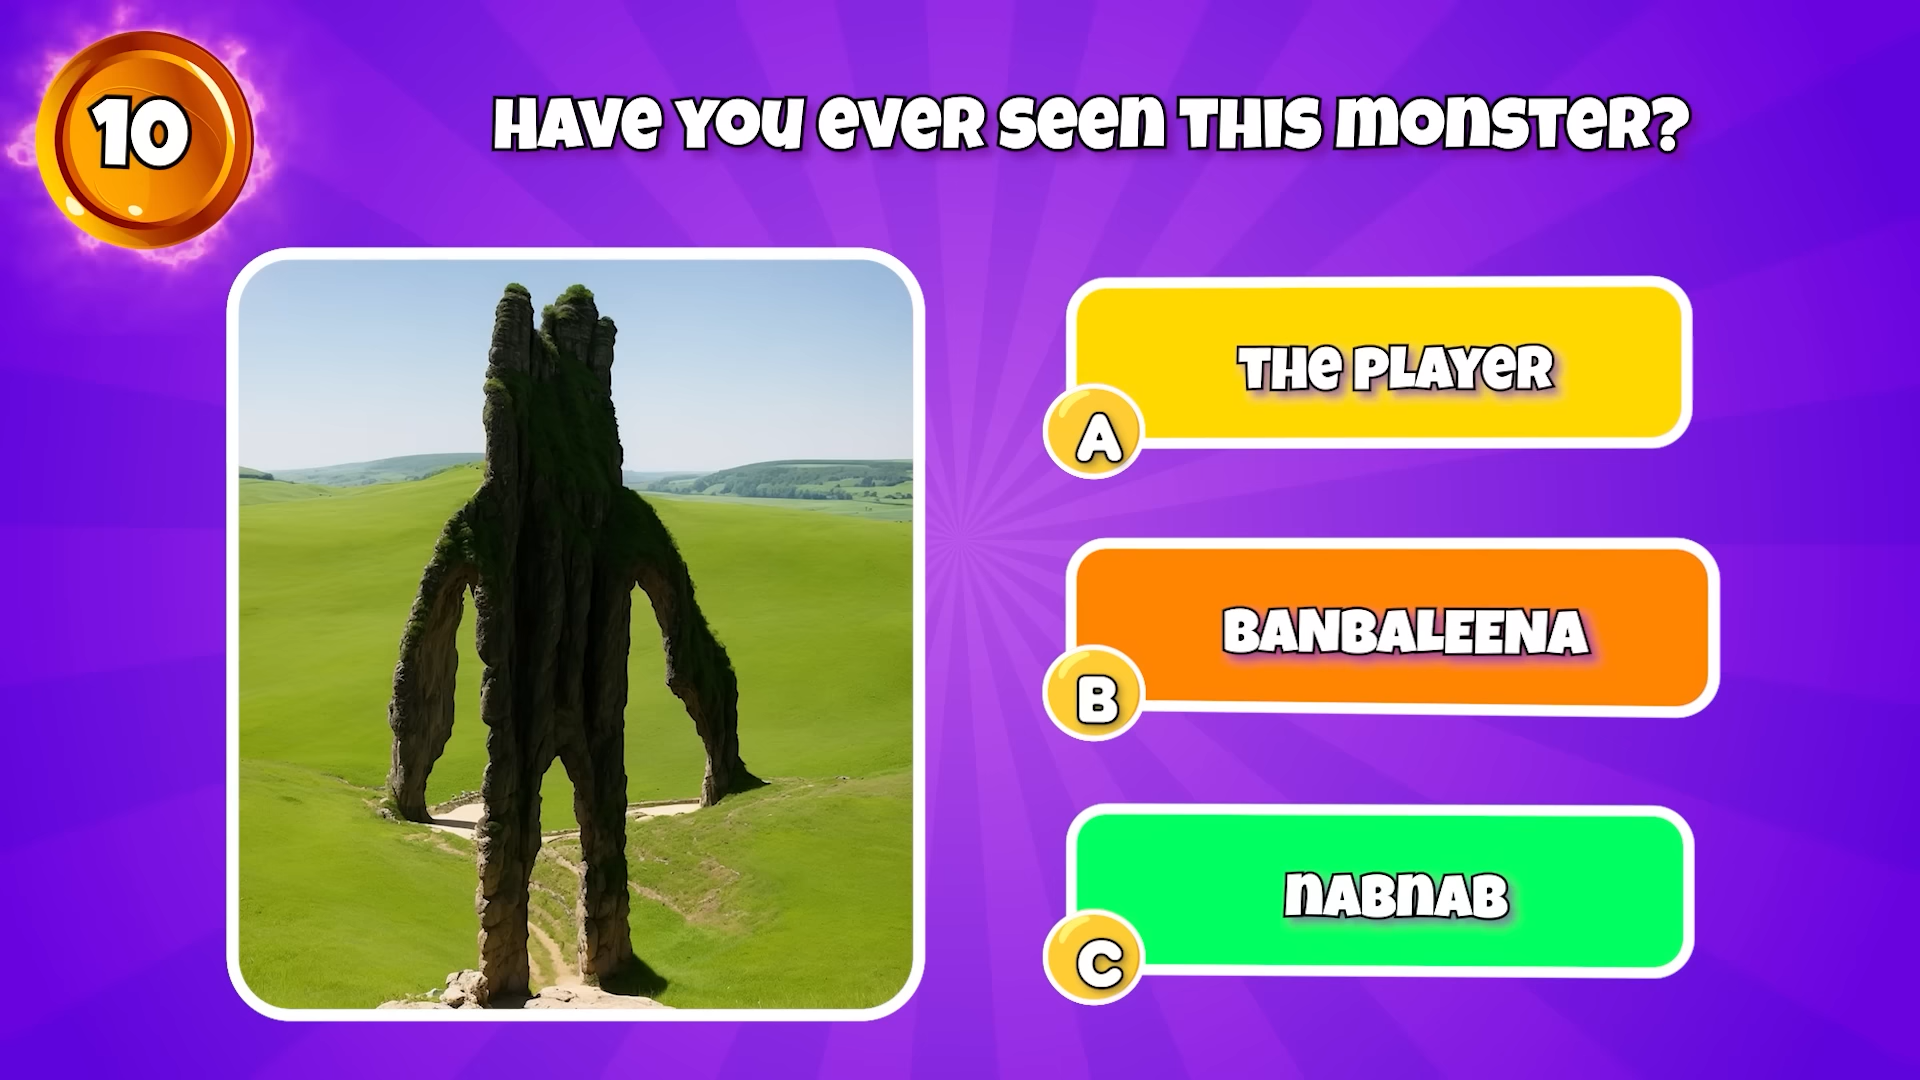 10
HAVE YOU EVER SEEN THIS MONSTER?
THE PLAYER
A
BANBALEENA
B
NABNAB
C